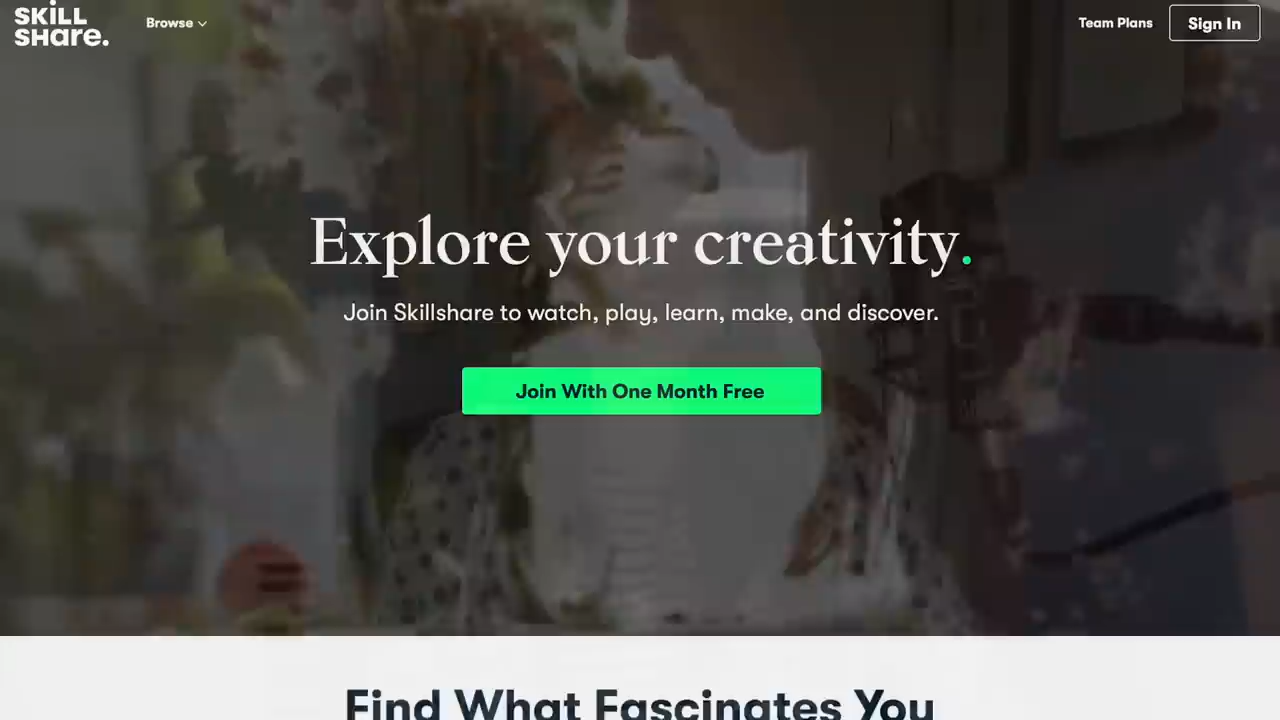 SKiLL
SHare.
Browse
Team Plans
Sign In
Explore your creativity.
Join Skillshare to watch, play, learn, make, and discover.
Join With One Month Free
Find What Fascinates You